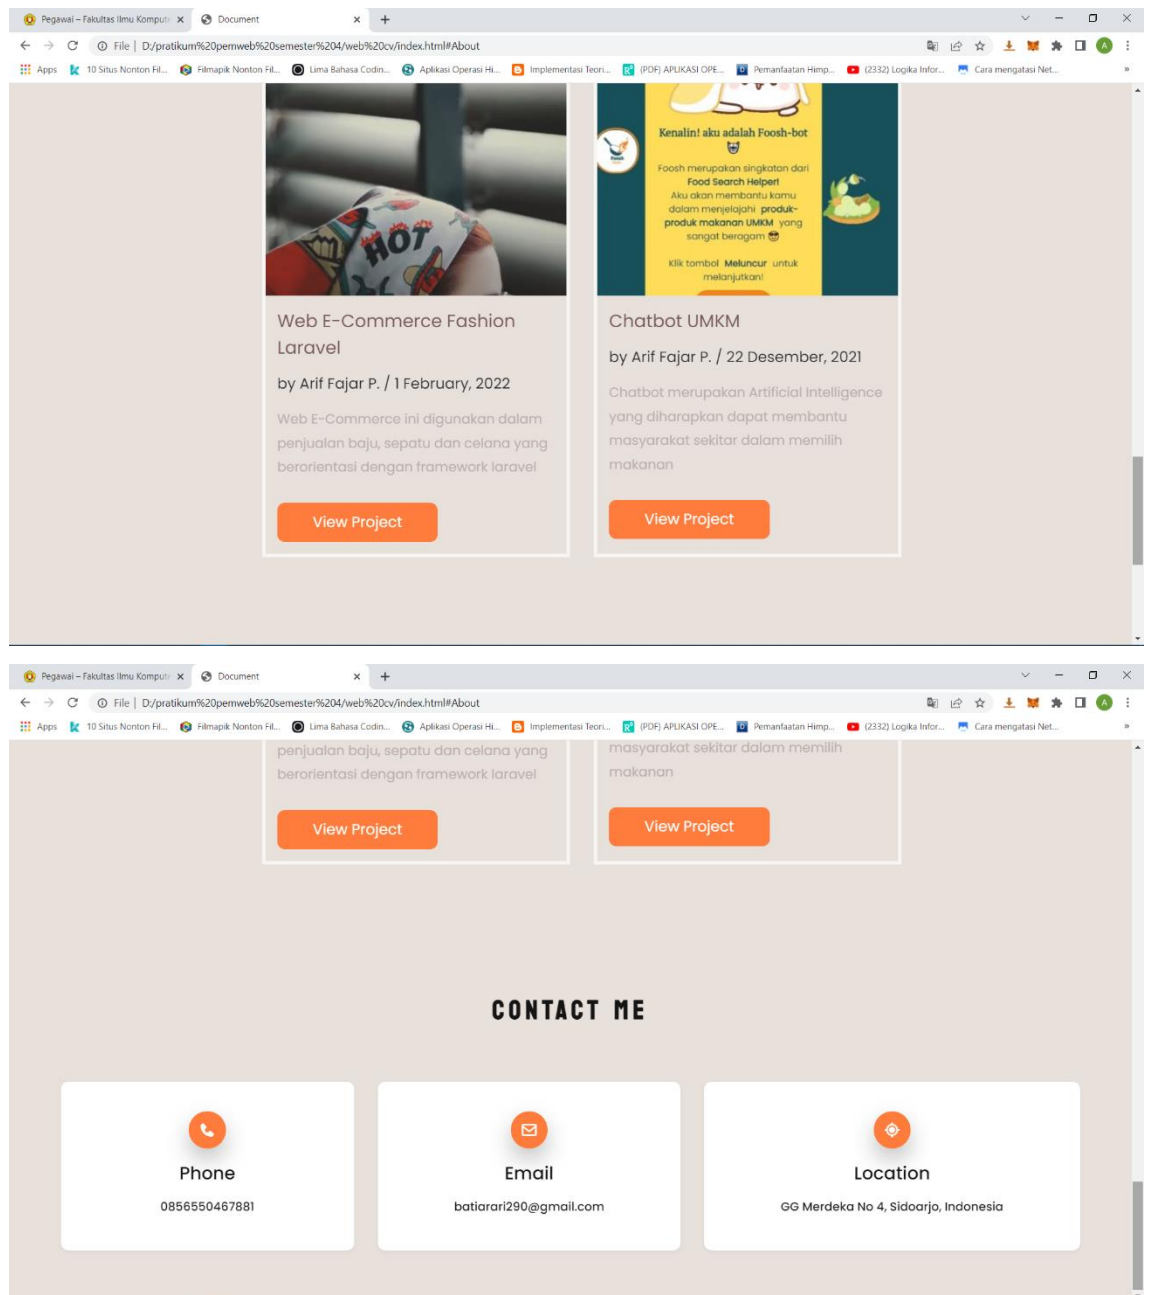 Pegawai – Fakultas Ilmu Komput
Document
File | D:/pratikum%20pemweb%20semester%204/web%20cv/index.html#About
Apps
10 Situs Nonton Fil...
Filmapik Nonton Fil...
Lima Bahasa Codin...
Aplikasi Operasi Hi...
Implementasi Teori...
(PDF) APLIKASI OPE...
Pemanfaatan Himp...
(2332) Logika Infor...
Cara mengatasi Net...
»
HOT
Kenalin! aku adalah Foosh-bot
Foosh merupakan singkatan dari
Food Search Helper!
Aku akan membantu kamu
dalam menjelajahi produk-
produk makanan UMKM yang
sangat beragam
Klik tombol Meluncur untuk
melanjutkan!
Web E-Commerce Fashion
Laravel
by Arif Fajar P. / 1 February, 2022
Web E-Commerce ini digunakan dalam
penjualan baju, sepatu dan celana yang
berorientasi dengan framework laravel
View Project
Chatbot UMKM
by Arif Fajar P. / 22 Desember, 2021
Chatbot merupakan Artificial Intelligence
yang diharapkan dapat membantu
masyarakat sekitar dalam memilih
makanan
View Project
Pegawai – Fakultas Ilmu Komput
Document
File | D:/pratikum%20pemweb%20semester%204/web%20cv/index.html#About
Apps
10 Situs Nonton Fil...
Filmapik Nonton Fil...
Lima Bahasa Codin...
Aplikasi Operasi Hi...
Implementasi Teori...
(PDF) APLIKASI OPE...
Pemanfaatan Himp...
(2332) Logika Infor...
Cara mengatasi Net...
»
penjualan baju, sepatu dan celana yang
berorientasi dengan framework laravel
View Project
masyarakat sekitar dalam memilih
makanan
View Project
CONTACT ME
Phone
0856550467881
Email
batiarari290@gmail.com
Location
GG Merdeka No 4, Sidoarjo, Indonesia